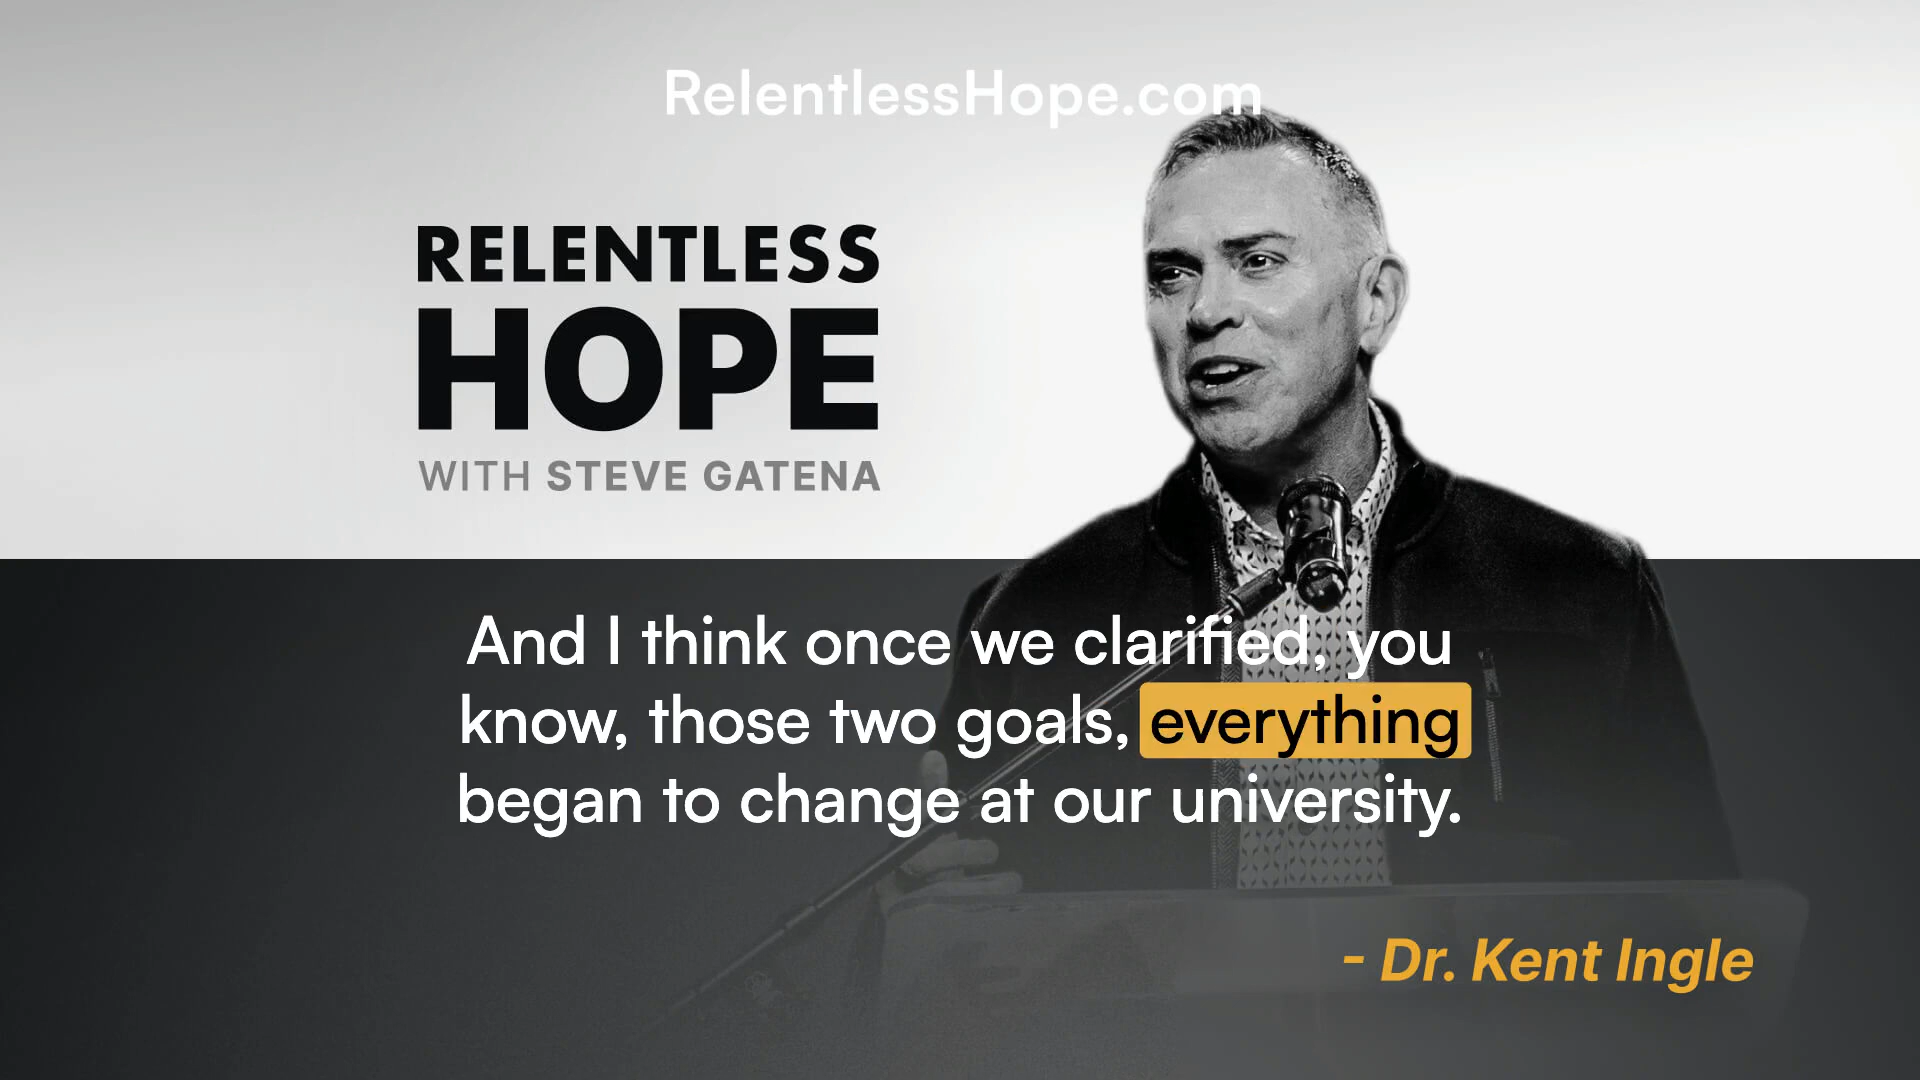 RelentlessHope.com
RELENTLESS
HOPE
WITH STEVE GATENA
And I think once we clarified, you
know, those two goals, everything
began to change at our university.
- Dr. Kent Ingle